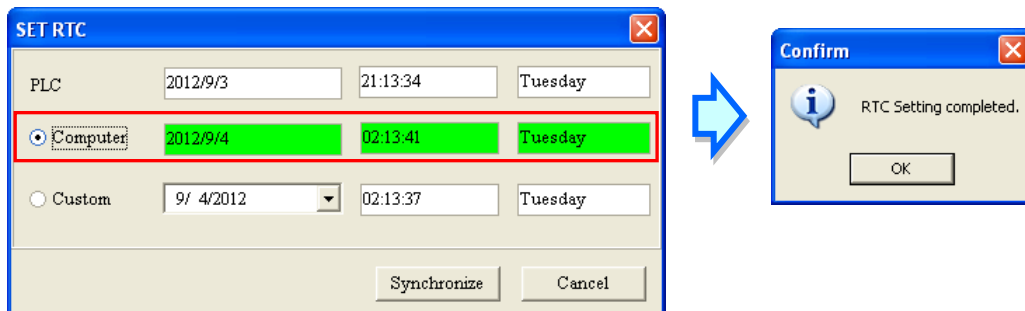 SET RTC
PLC 2012/9/3 21:13:34 Tuesday
Computer 2012/9/4 02:13:41 Tuesday
Custom 9/ 4/2012 02:13:37 Tuesday
Synchronize Cancel
Confirm
RTC Setting completed.
OK